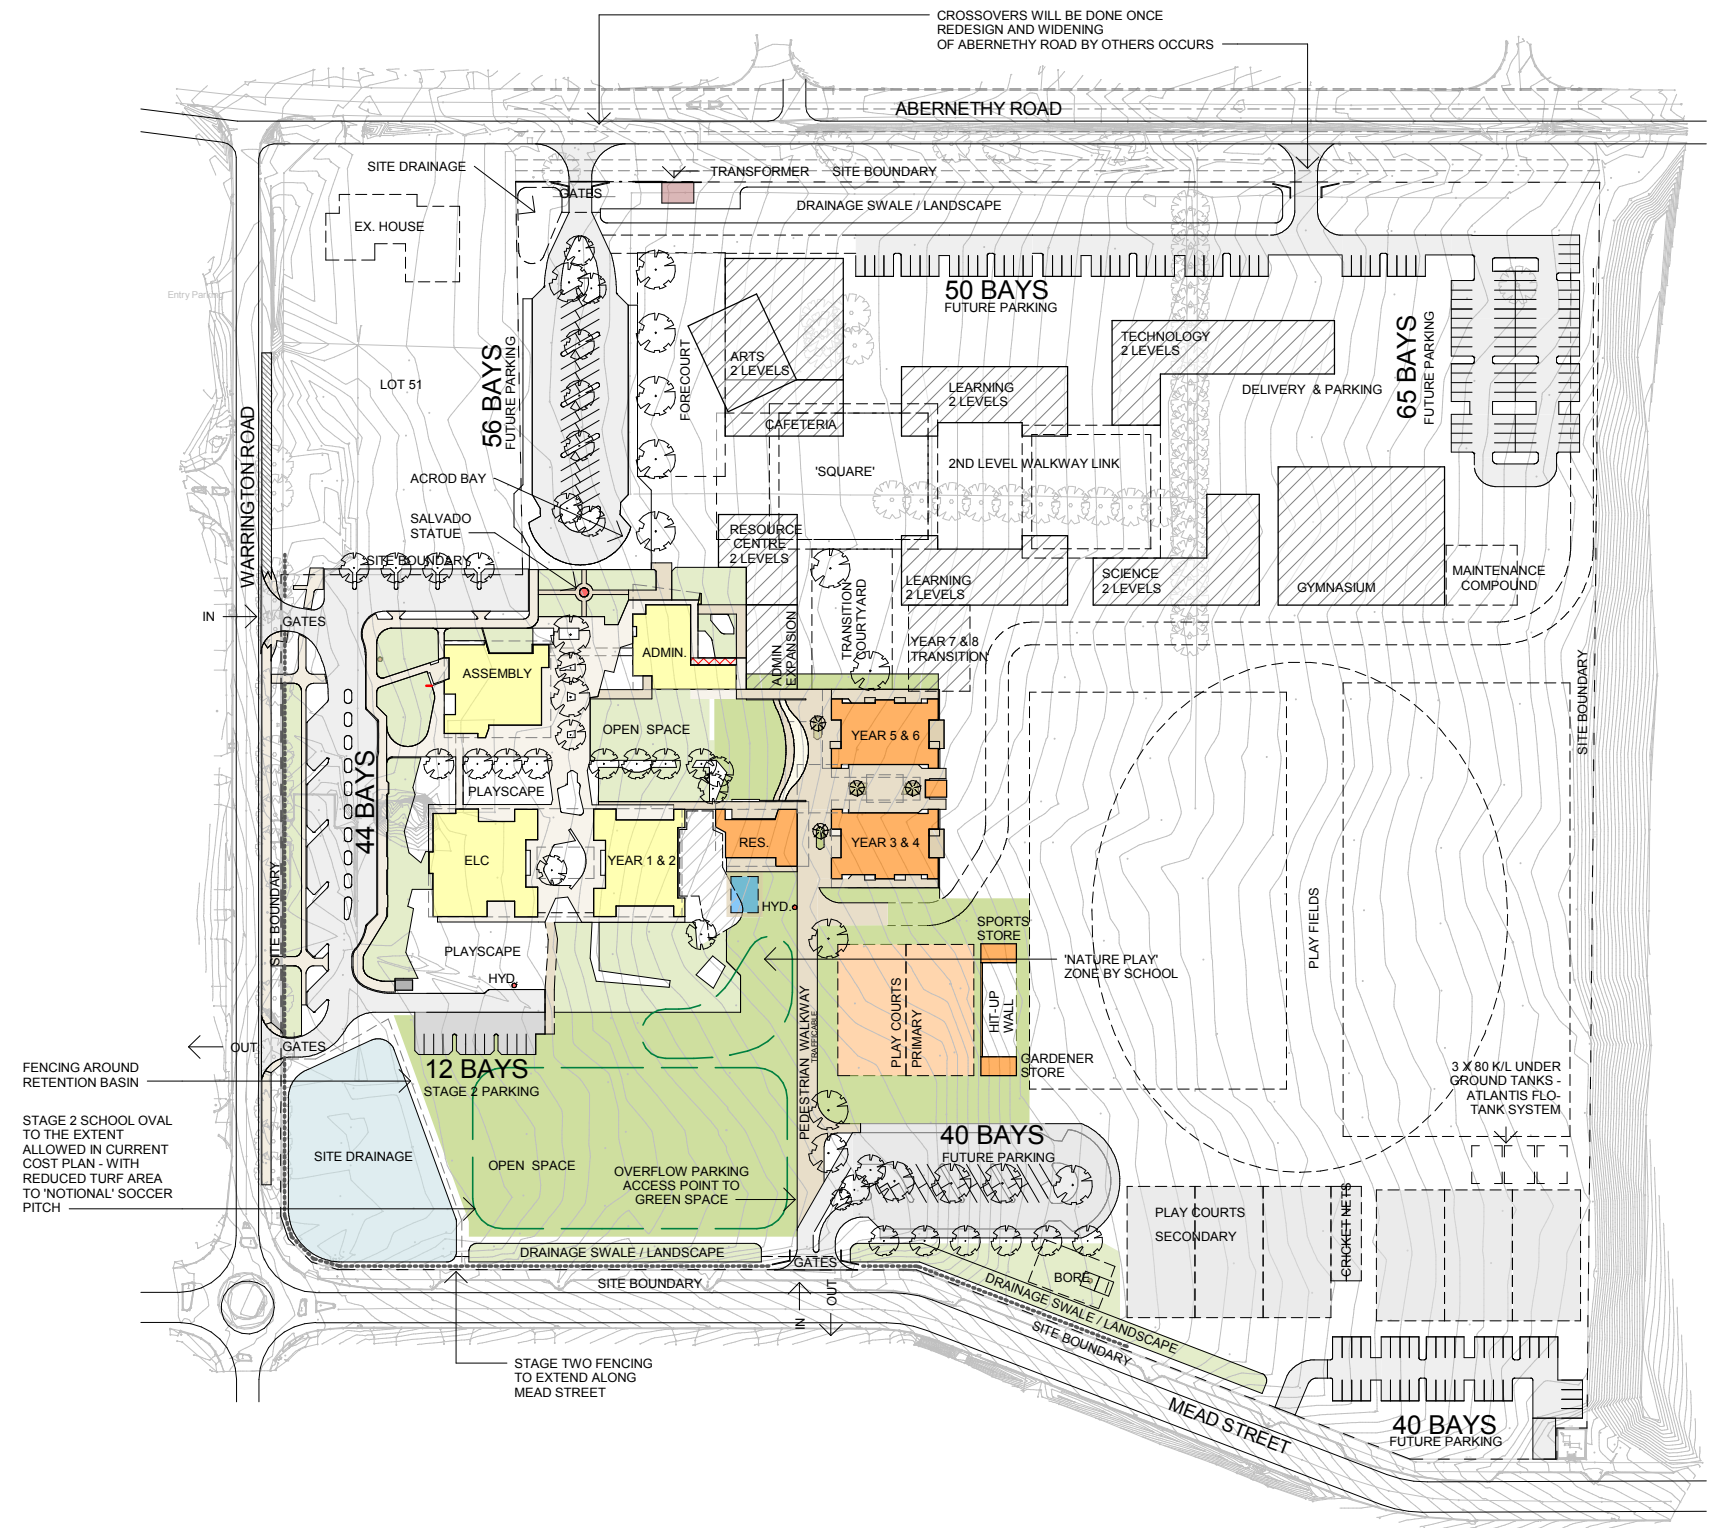 CROSSOVERS WILL BE DONE ONCE
REDESIGN AND WIDENING
OF ABERNETHY ROAD BY OTHERS OCCURS
ABERNETHY ROAD
SITE DRAINAGE
TRANSFORMER
SITE BOUNDARY
GATES
DRAINAGE SWALE / LANDSCAPE
EX. HOUSE
Entry Parking
50 BAYS
FUTURE PARKING
56 BAYS
FUTURE PARKING
FORECOURT
ARTS
2 LEVELS
CAFETERIA
LEARNING
2 LEVELS
TECHNOLOGY
2 LEVELS
DELIVERY & PARKING
65 BAYS
FUTURE PARKING
LOT 51
WARRINGTON ROAD
ACROD BAY
SALVADO
STATUE
'SQUARE'
2ND LEVEL WALKWAY LINK
RESOURCE
CENTRE
2 LEVELS
SITE BOUNDARY
LEARNING
2 LEVELS
SCIENCE
2 LEVELS
GYMNASIUM
MAINTENANCE
COMPOUND
IN
GATES
ADMIN.
ADMIN
EXPANSION
TRANSITION
COURTYARD
YEAR 7 & 8
TRANSITION
ASSEMBLY
OPEN SPACE
YEAR 5 & 6
SITE BOUNDARY
44 BAYS
PLAYSCAPE
ELC
YEAR 1 & 2
RES.
YEAR 3 & 4
HYD.
SITE BOUNDARY
PLAYSCAPE
HYD.
SPORTS
STORE
PLAY FIELDS
'NATURE PLAY'
ZONE BY SCHOOL
PEDESTRIAN WALKWAY
TRAFFICABLE
PLAY COURTS
PRIMARY
HIT-UP
WALL
GARDENER
STORE
OUT
GATES
FENCING AROUND
RETENTION BASIN
12 BAYS
STAGE 2 PARKING
3 X 80 K/L UNDER
GROUND TANKS -
ATLANTIS FLO-
TANK SYSTEM
STAGE 2 SCHOOL OVAL
TO THE EXTENT
ALLOWED IN CURRENT
COST PLAN - WITH
REDUCED TURF AREA
TO 'NOTIONAL' SOCCER
PITCH
SITE DRAINAGE
OPEN SPACE
OVERFLOW PARKING
ACCESS POINT TO
GREEN SPACE
40 BAYS
FUTURE PARKING
PLAY COURTS
SECONDARY
CRICKET NETS
DRAINAGE SWALE / LANDSCAPE
GATES
SITE BOUNDARY
BORE
DRAINAGE SWALE / LANDSCAPE
SITE BOUNDARY
IN
OUT
STAGE TWO FENCING
TO EXTEND ALONG
MEAD STREET
MEAD STREET
40 BAYS
FUTURE PARKING